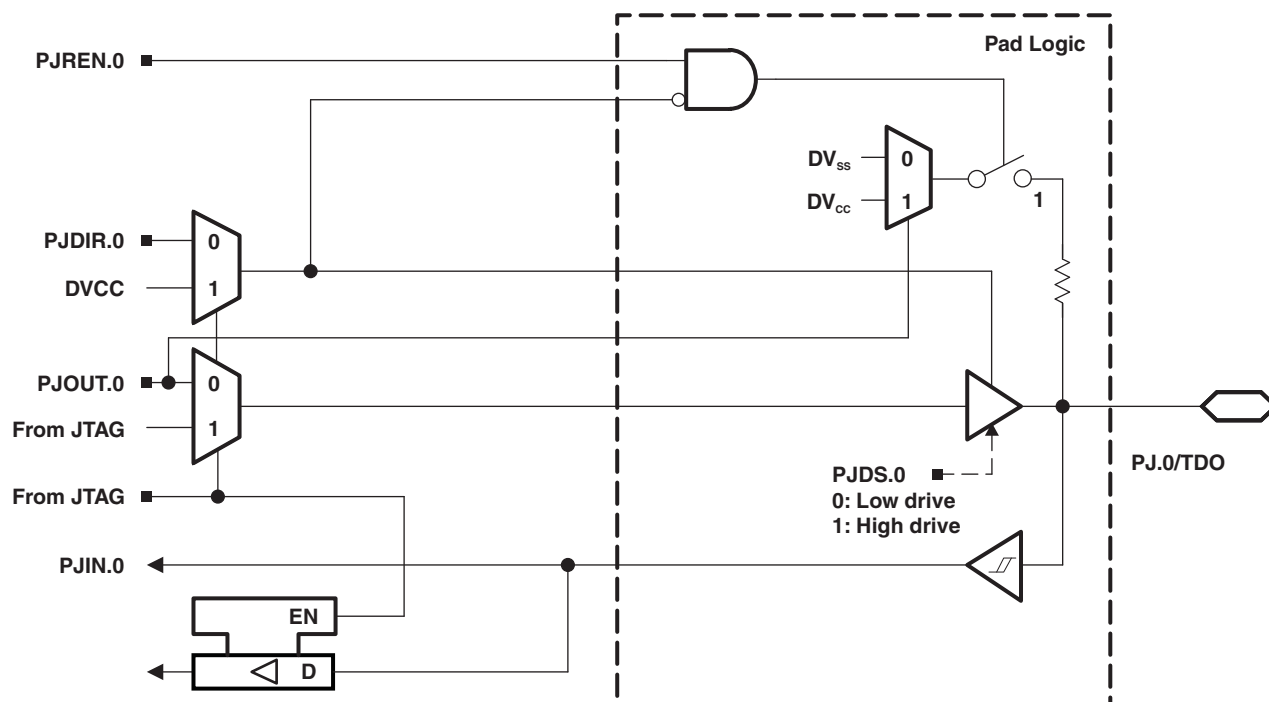 Pad Logic
PJREN.0
DVss
0
DVcc
1
1
PJDIR.0
0
DVCC
1
PJOUT.0
0
From JTAG
1
PJ.0/TDO
PJDS.0
0: Low drive
1: High drive
From JTAG
PJIN.0
EN
D